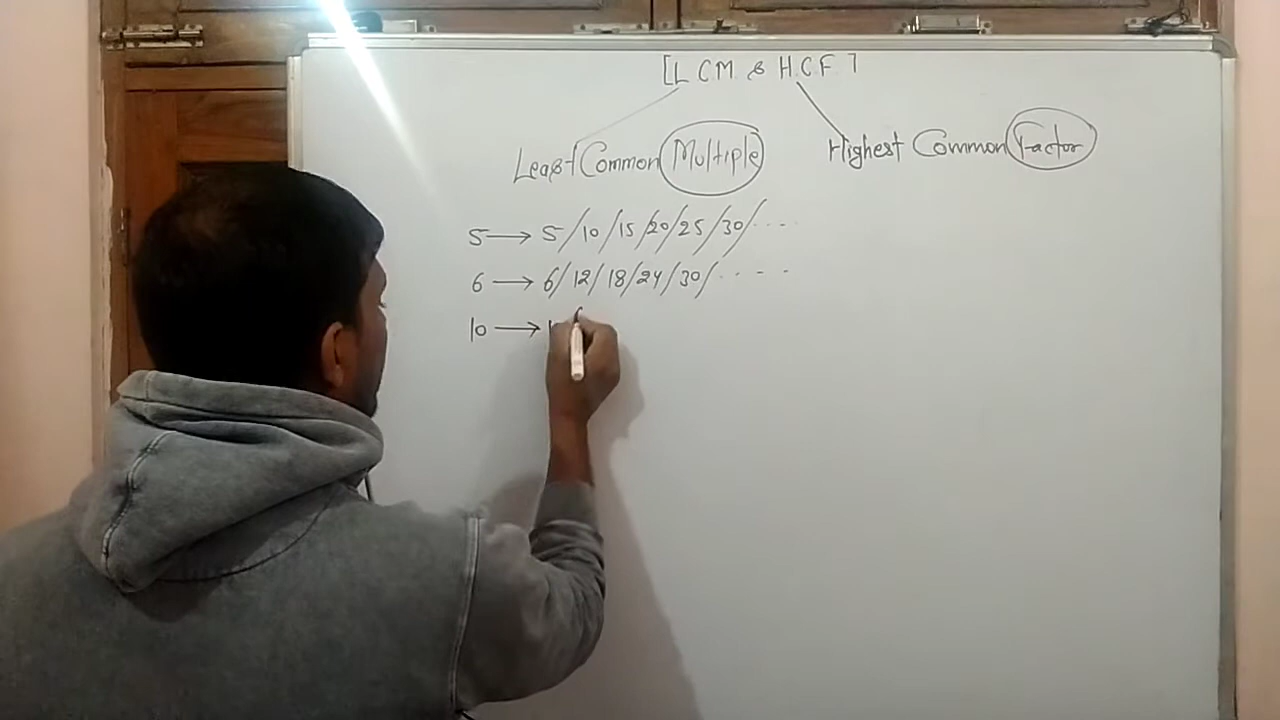 [LCM & HCF]
Least Common Multiple
Highest Common Factor
5 → 5/10/15/20/25/30/....
6 → 6/12/18/24/30/.....
10 → 1